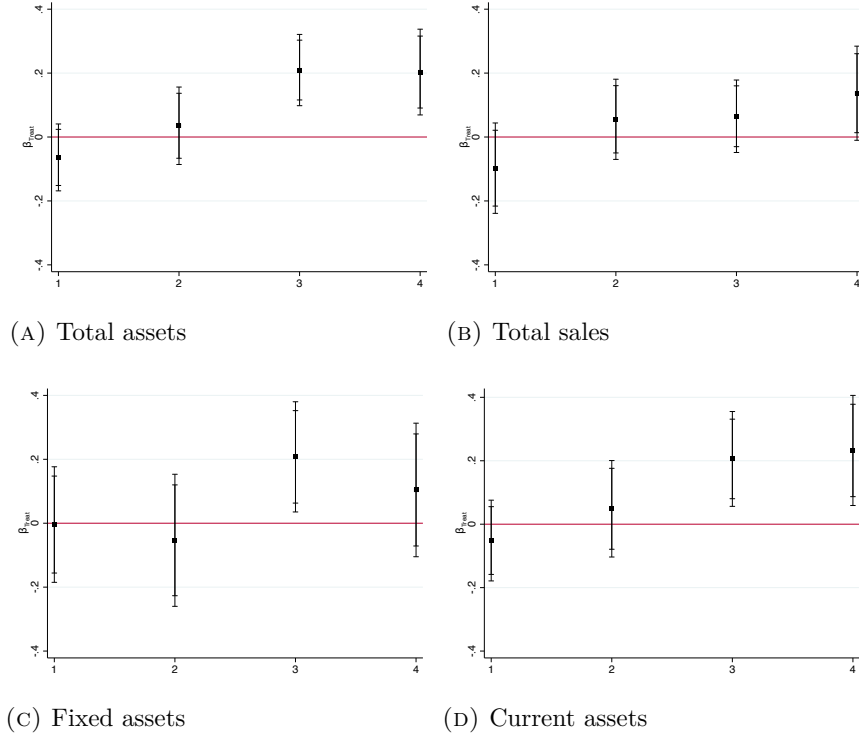 .4 .4
.2 .2
β_Treat 0 β_Treat 0
-.2 -.2
-.4 -.4
1 2 3 4 1 2 3 4
(A) Total assets (B) Total sales
.4 .4
.2 .2
β_Treat 0 β_Treat 0
-.2 -.2
-.4 -.4
1 2 3 4 1 2 3 4
(C) Fixed assets (D) Current assets